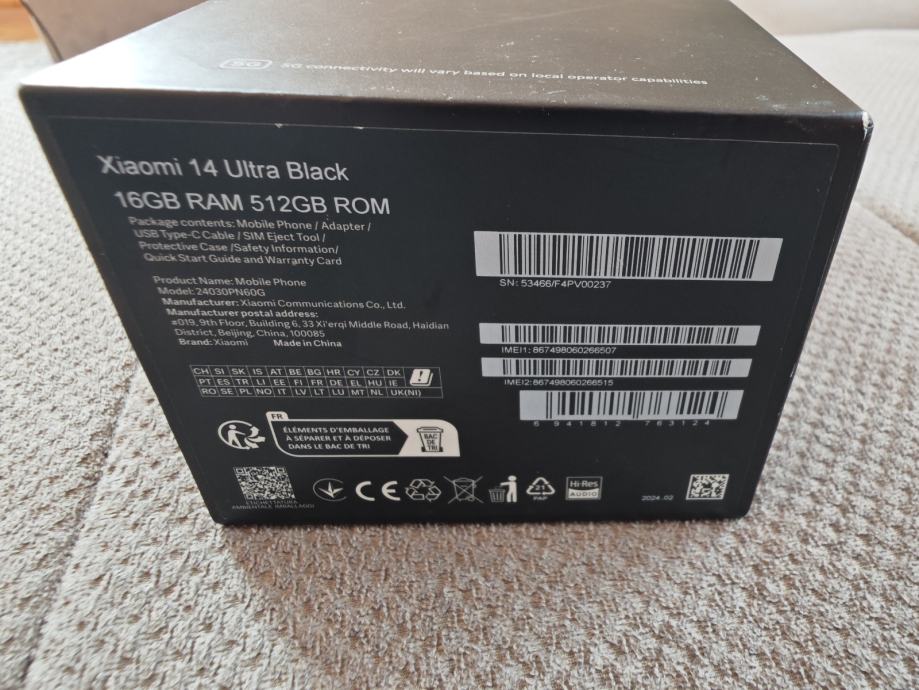 5G 5G connectivity will vary based on local operator capabilities
Xiaomi 14 Ultra Black
16GB RAM 512GB ROM
Package contents: Mobile Phone / Adapter /
USB Type-C Cable / SIM Eject Tool /
Protective Case /Safety Information/
Quick Start Guide and Warranty Card
Product Name: Mobile Phone
Model: 24030PN60G
Manufacturer: Xiaomi Communications Co., Ltd.
Manufacturer postal address:
#019, 9th Floor, Building 6, 33 Xi'erqi Middle Road, Haidian
District, Beijing, China, 100085
Brand: Xiaomi Made in China
SN: 53466/F4PV00237
IMEI1: 867498060266507
IMEI2: 867498060266515
6 941812 763124
CH SI SK IS AT BE BG HR CY CZ DK
PT ES TR LI EE FI FR DE EL HU IE
RO SE PL NO IT LV LT LU MT NL UK(NI)
FR
ÉLÉMENTS D'EMBALLAGE
À SÉPARER ET À DÉPOSER
DANS LE BAC DE TRI
BAC
DE
TRI
ETICHETTATURA
AMBIENTALE IMBALLAGGI
CE
21
PAP
Hi-Res
AUDIO
2024.02